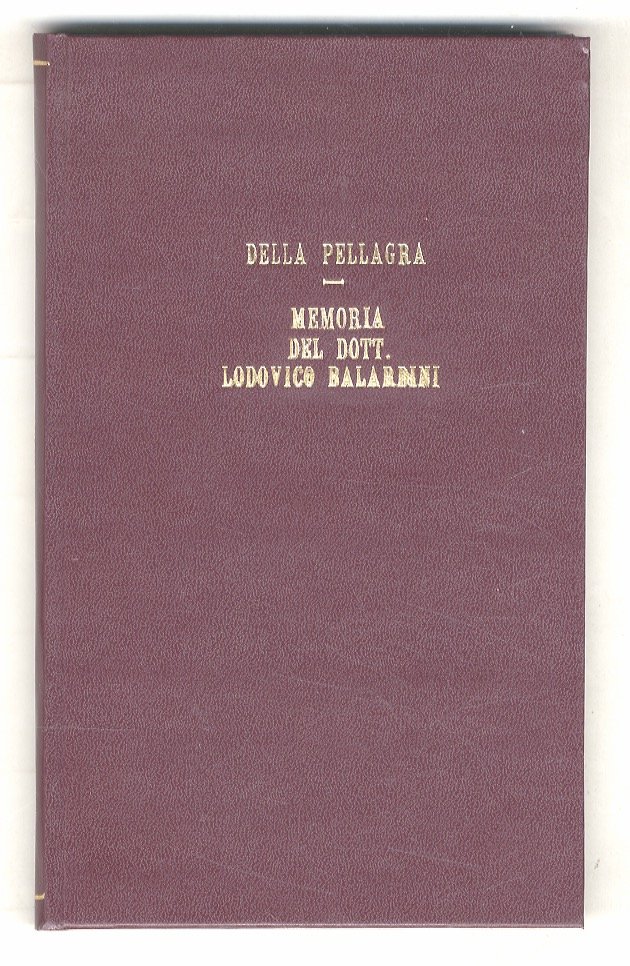 DELLA PELLAGRA
MEMORIA
DEL DOTT.
LODOVICO BALARDINI